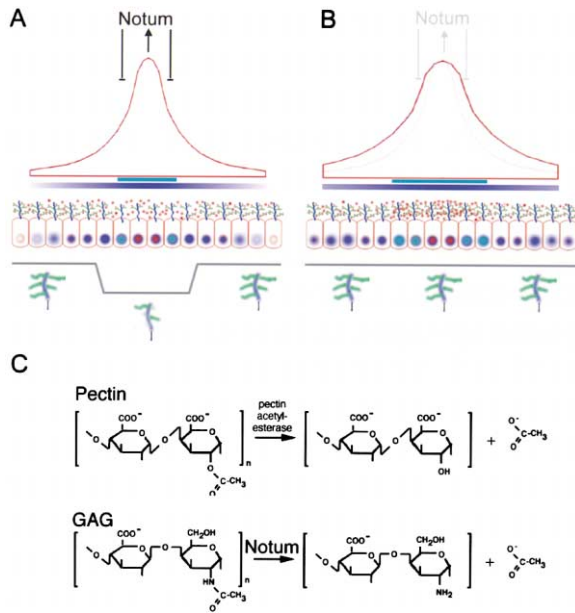 A
B
Notum
Notum
C
Pectin
COO⁻
COO⁻
pectin
acetyl-
esterase
COO⁻
COO⁻
O
O
O
O
n
O
C-CH₃
O
O
O
O
O
OH
+
O⁻
C-CH₃
O
GAG
COO⁻
CH₂OH
Notum
COO⁻
CH₂OH
O
O
O
O
n
HN
C-CH₃
O
O
O
O
O
NH₂
+
O⁻
C-CH₃
O